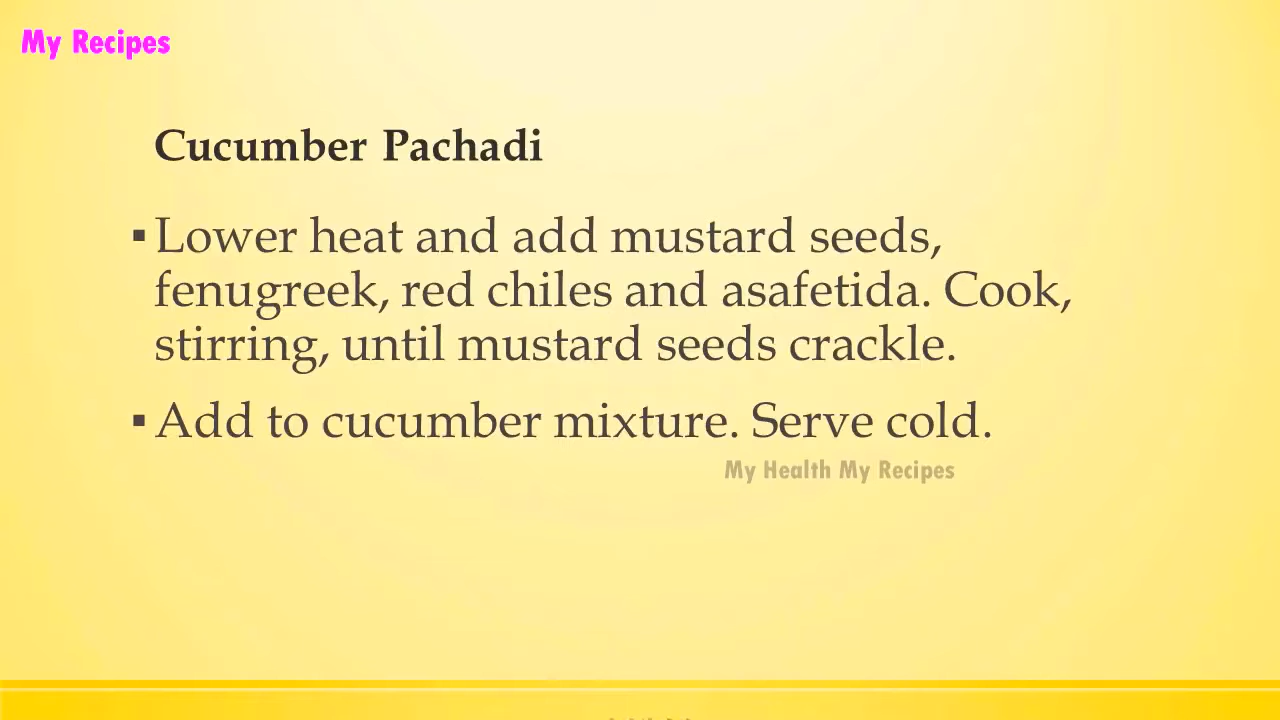 My Recipes
Cucumber Pachadi
▪ Lower heat and add mustard seeds,
fenugreek, red chiles and asafetida. Cook,
stirring, until mustard seeds crackle.
▪ Add to cucumber mixture. Serve cold.
My Health My Recipes